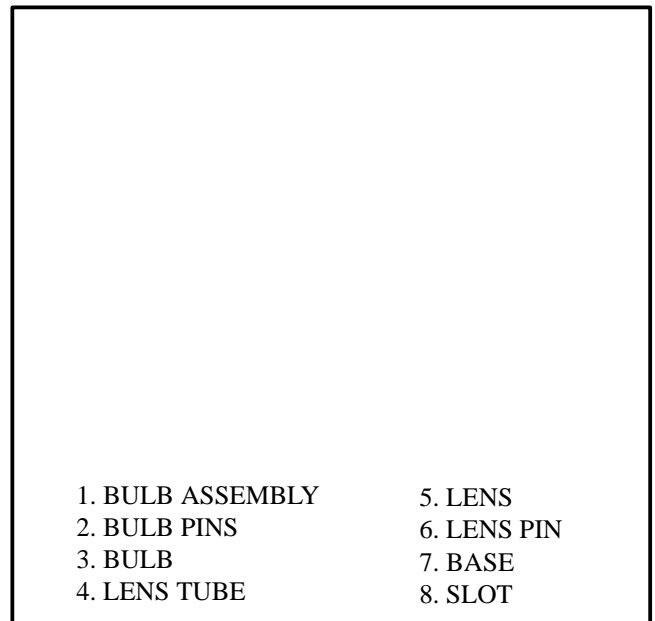 1. BULB ASSEMBLY
2. BULB PINS
3. BULB
4. LENS TUBE
5. LENS
6. LENS PIN
7. BASE
8. SLOT